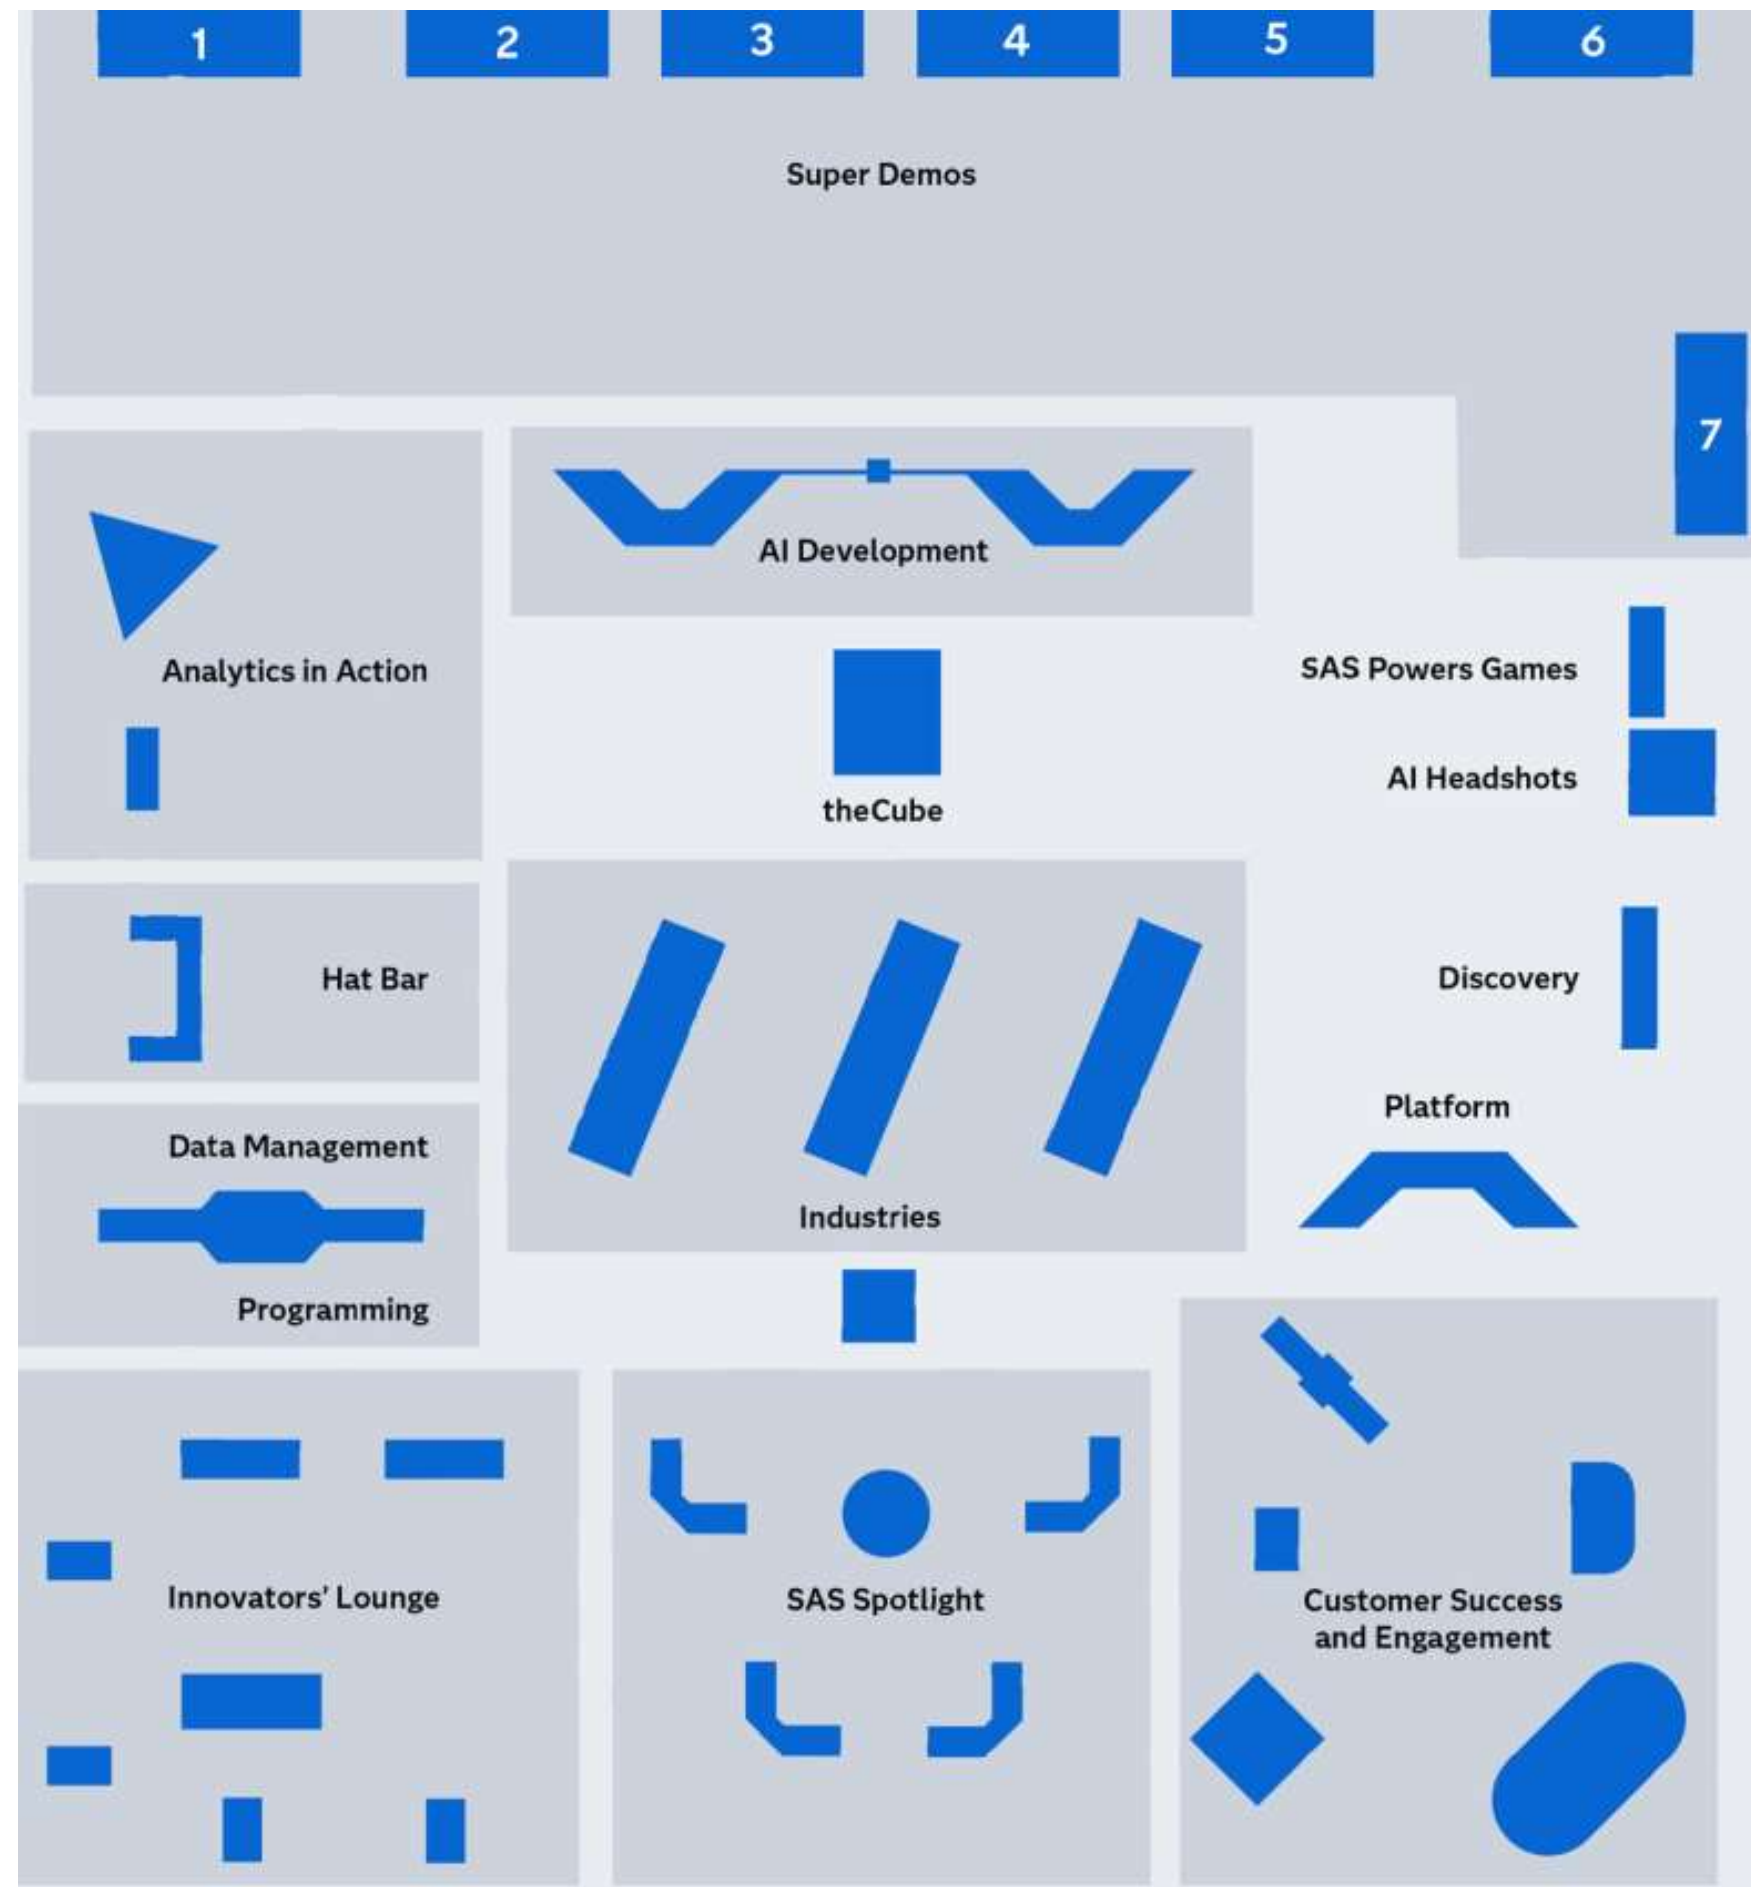 1
2
3
4
5
6
Super Demos
7
AI Development
Analytics in Action
SAS Powers Games
AI Headshots
theCube
Hat Bar
Discovery
Platform
Data Management
Industries
Programming
Innovators’ Lounge
SAS Spotlight
Customer Success
and Engagement